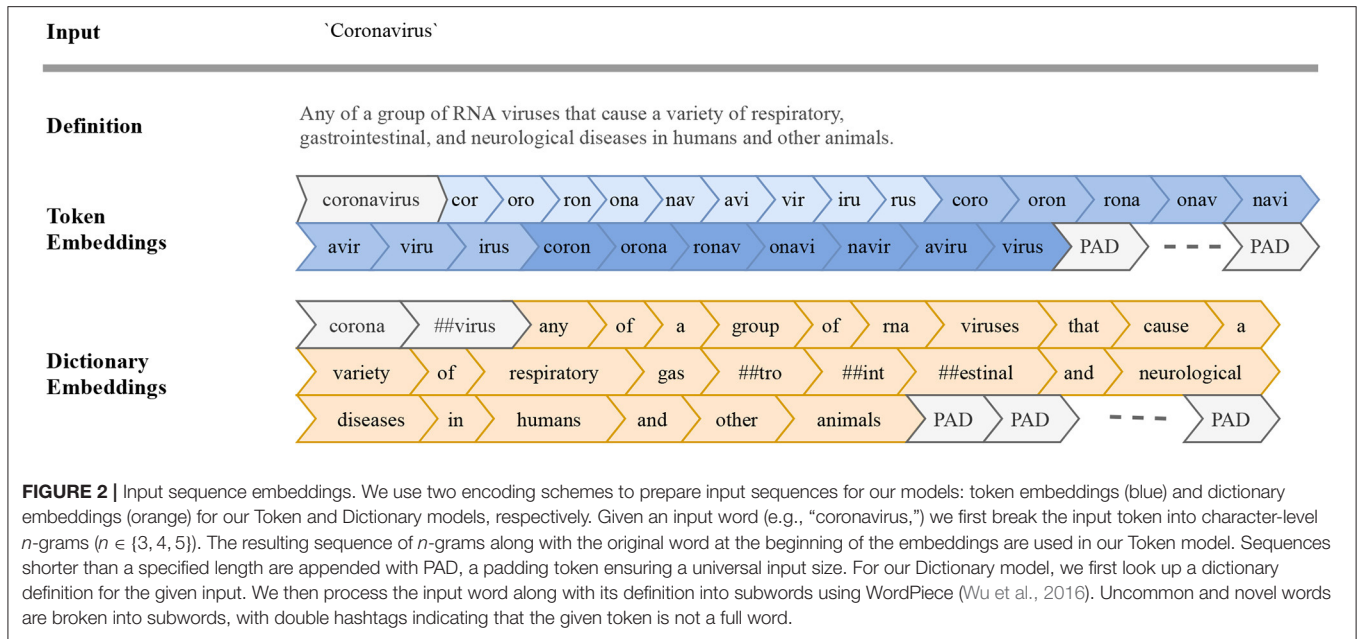 Input `Coronavirus`
Definition Any of a group of RNA viruses that cause a variety of respiratory,
gastrointestinal, and neurological diseases in humans and other animals.
Token
Embeddings
coronavirus cor oro ron ona nav avi vir iru rus coro oron rona onav navi
avir viru irus coron orona ronav onavi navir aviru virus PAD PAD
Dictionary
Embeddings
corona ##virus any of a group of rna viruses that cause a
variety of respiratory gas ##tro ##int ##estinal and neurological
diseases in humans and other animals PAD PAD PAD
FIGURE 2 | Input sequence embeddings. We use two encoding schemes to prepare input sequences for our models: token embeddings (blue) and dictionary
embeddings (orange) for our Token and Dictionary models, respectively. Given an input word (e.g., “coronavirus,”) we first break the input token into character-level
n-grams (n ∈ {3, 4, 5}). The resulting sequence of n-grams along with the original word at the beginning of the embeddings are used in our Token model. Sequences
shorter than a specified length are appended with PAD, a padding token ensuring a universal input size. For our Dictionary model, we first look up a dictionary
definition for the given input. We then process the input word along with its definition into subwords using WordPiece (Wu et al., 2016). Uncommon and novel words
are broken into subwords, with double hashtags indicating that the given token is not a full word.